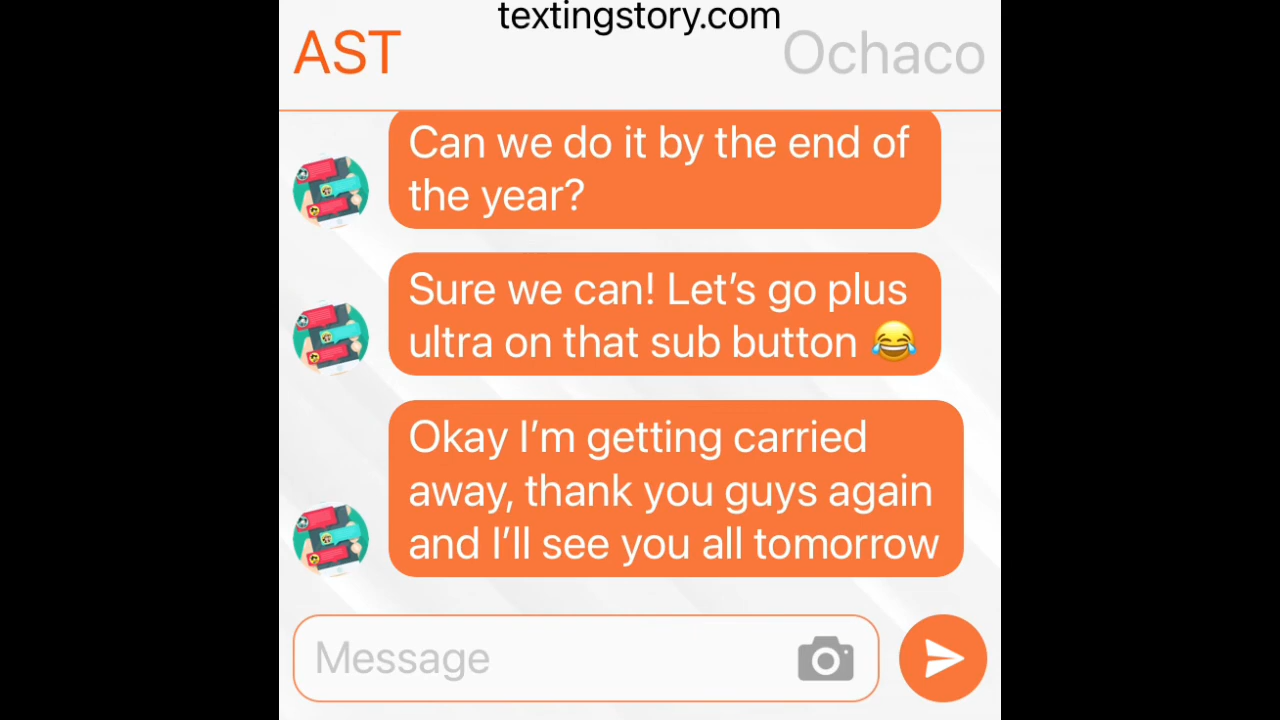 textingstory.com
AST
Ochaco
Can we do it by the end of
the year?
Sure we can! Let’s go plus
ultra on that sub button 😂
Okay I’m getting carried
away, thank you guys again
and I’ll see you all tomorrow
Message